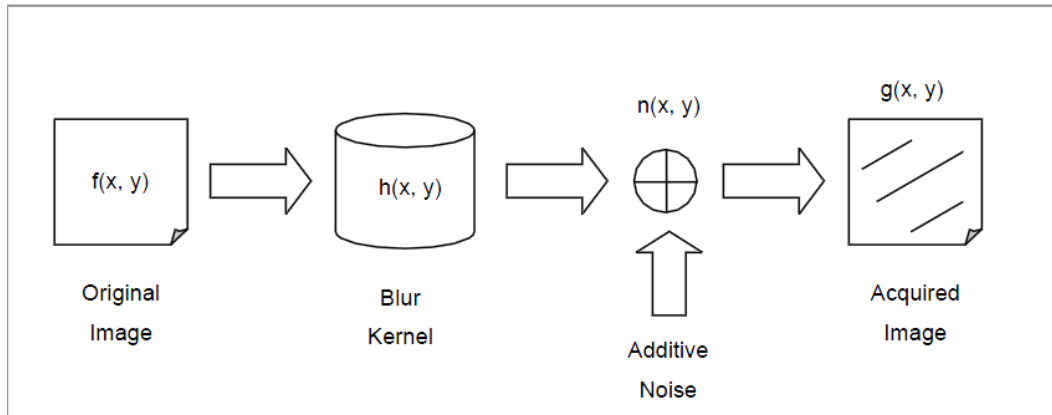 n(x, y)
g(x, y)
f(x, y)
h(x, y)
Original
Image
Blur
Kernel
Additive
Noise
Acquired
Image